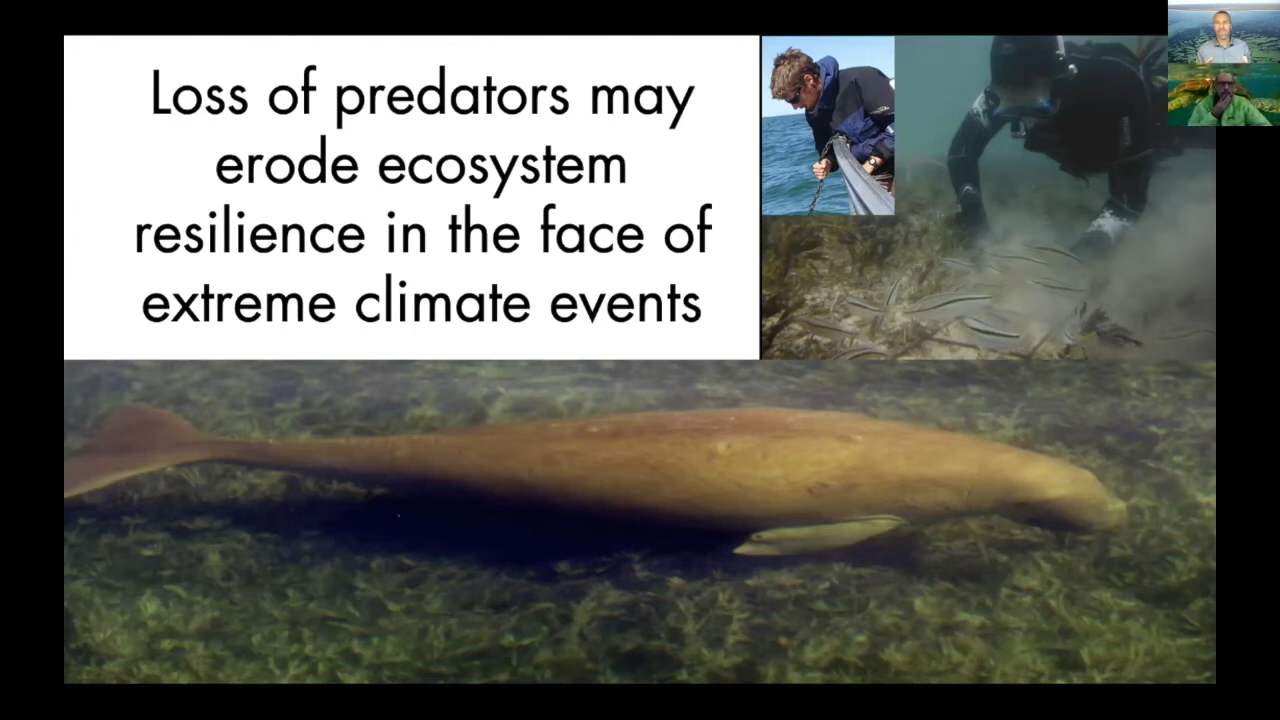 Loss of predators may
erode ecosystem
resilience in the face of
extreme climate events